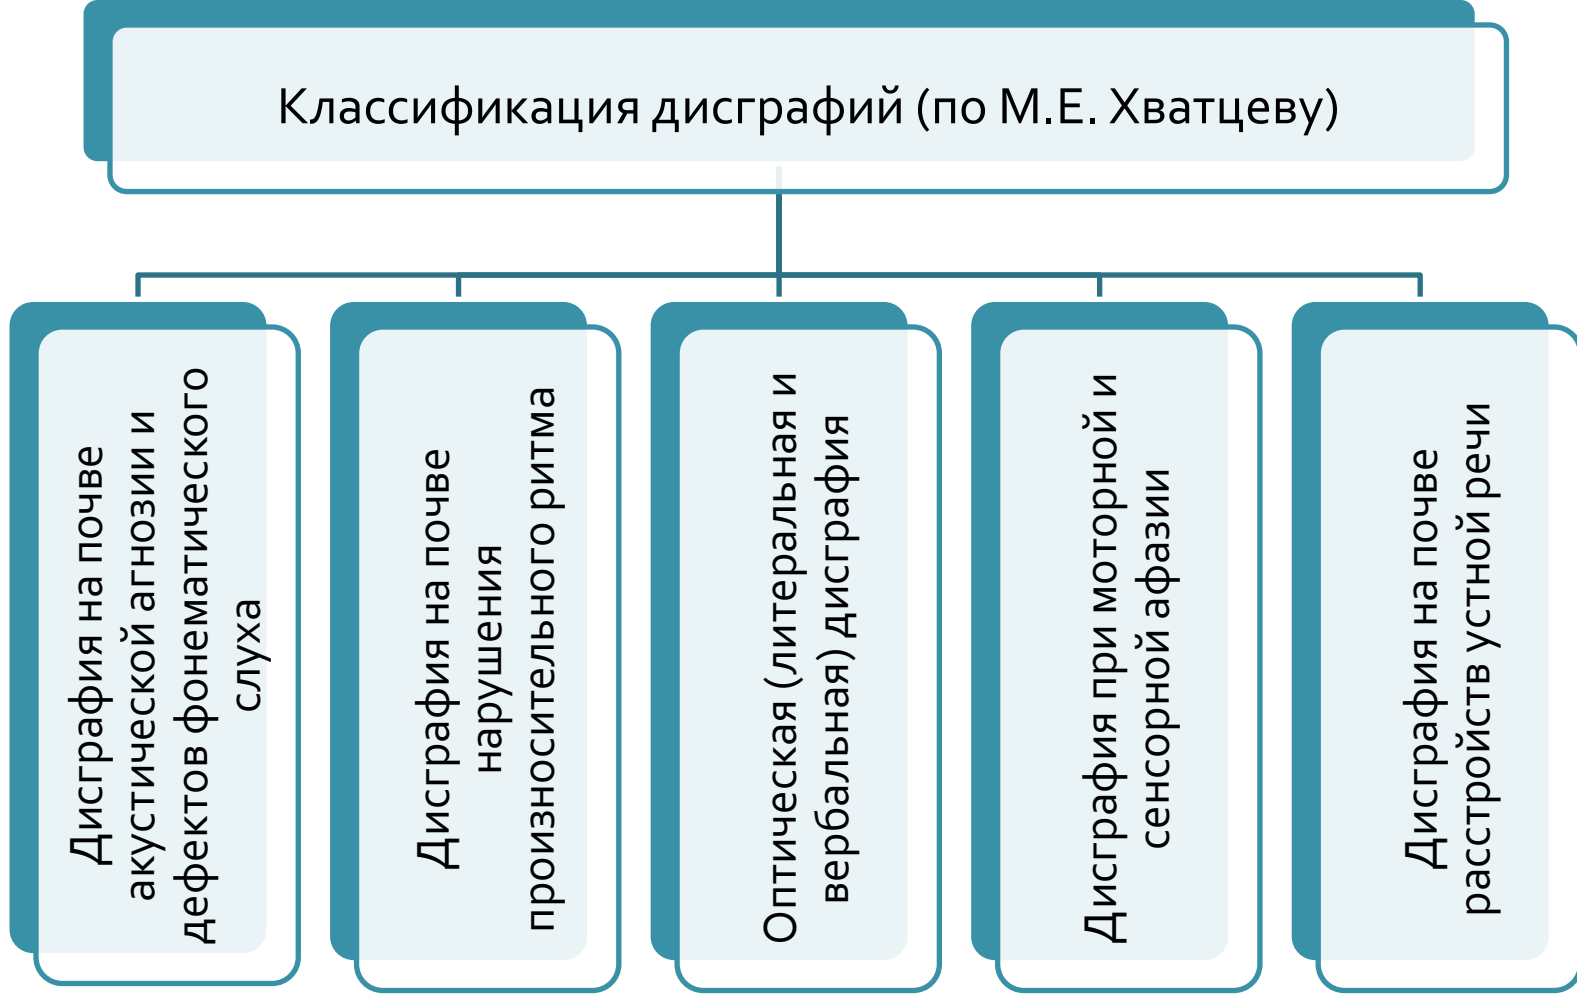 Классификация дисграфий (по М.Е. Хватцеву)
Дисграфия на почве
акустической агнозии и
дефектов фонематического
слуха
Дисграфия на почве
нарушения
произносительного ритма
Оптическая (литеральная и
вербальная) дисграфия
Дисграфия при моторной и
сенсорной афазии
Дисграфия на почве
расстройств устной речи